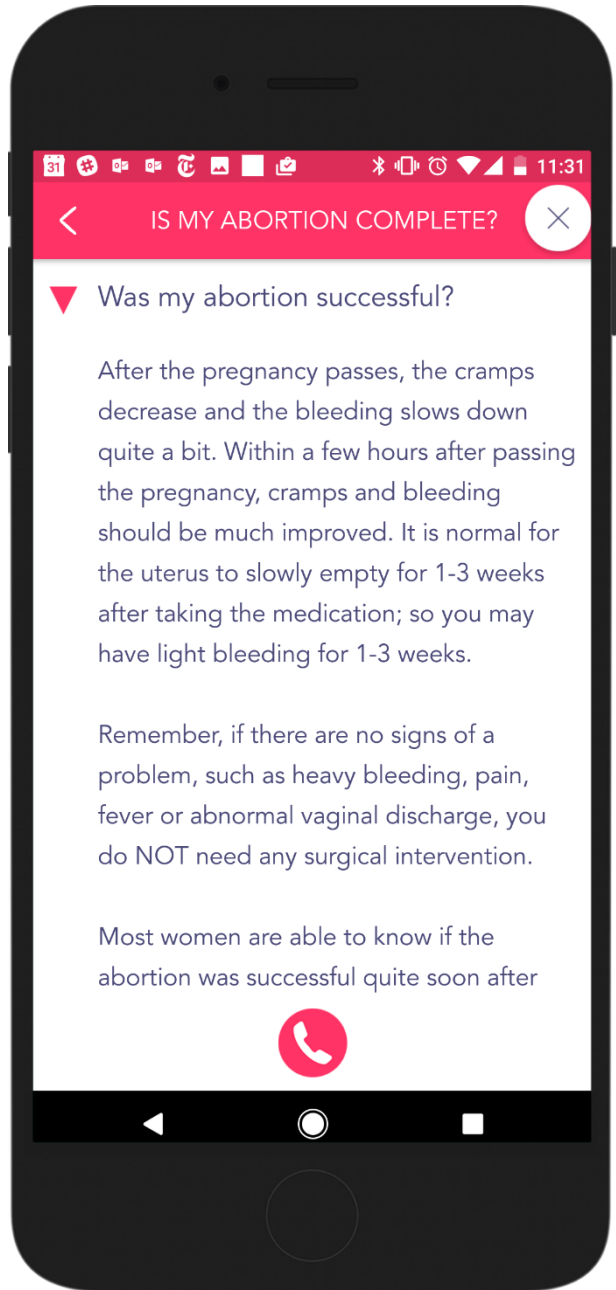 31
11:31
IS MY ABORTION COMPLETE?
Was my abortion successful?
After the pregnancy passes, the cramps
decrease and the bleeding slows down
quite a bit. Within a few hours after passing
the pregnancy, cramps and bleeding
should be much improved. It is normal for
the uterus to slowly empty for 1-3 weeks
after taking the medication; so you may
have light bleeding for 1-3 weeks.
Remember, if there are no signs of a
problem, such as heavy bleeding, pain,
fever or abnormal vaginal discharge, you
do NOT need any surgical intervention.
Most women are able to know if the
abortion was successful quite soon after